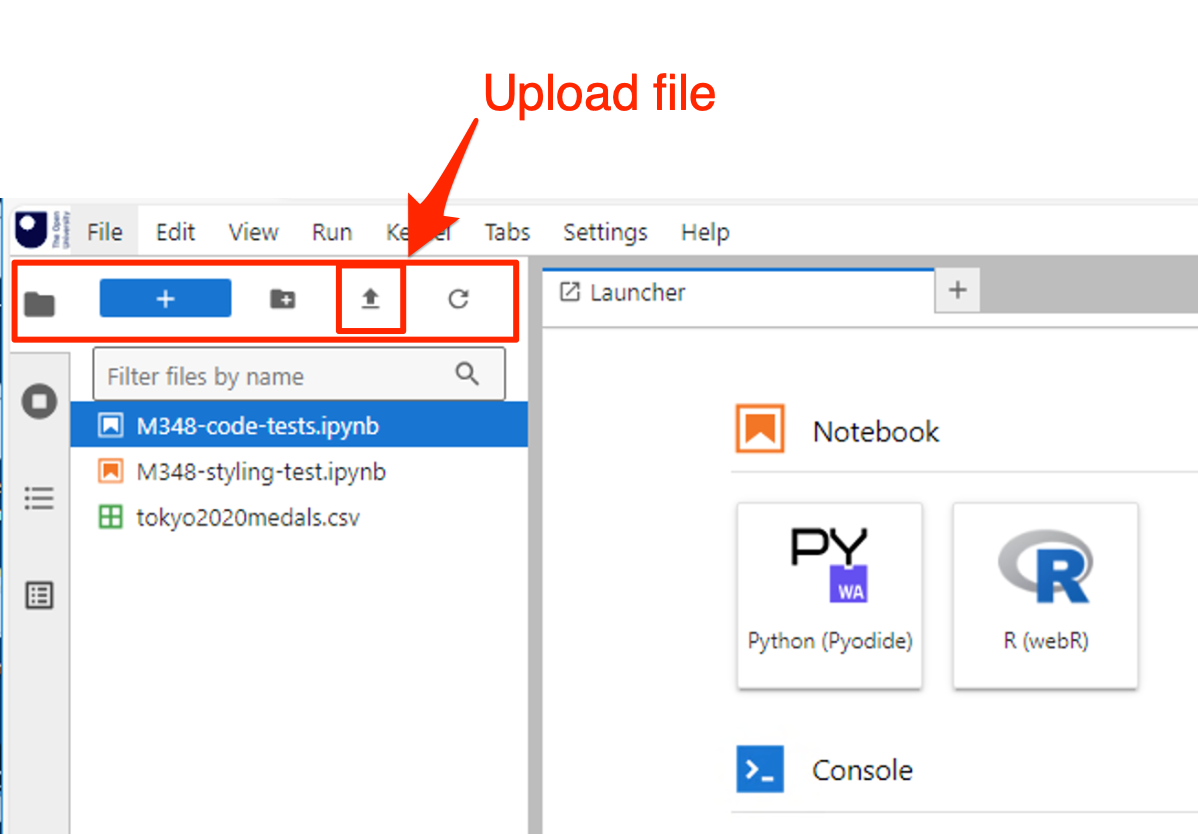 Upload file
The Open
University
File Edit View Run Kernel Tabs Settings Help
+
Launcher +
Filter files by name
M348-code-tests.ipynb
M348-styling-test.ipynb
tokyo2020medals.csv
Notebook
PY
WA
Python (Pyodide)
R
R (webR)
Console